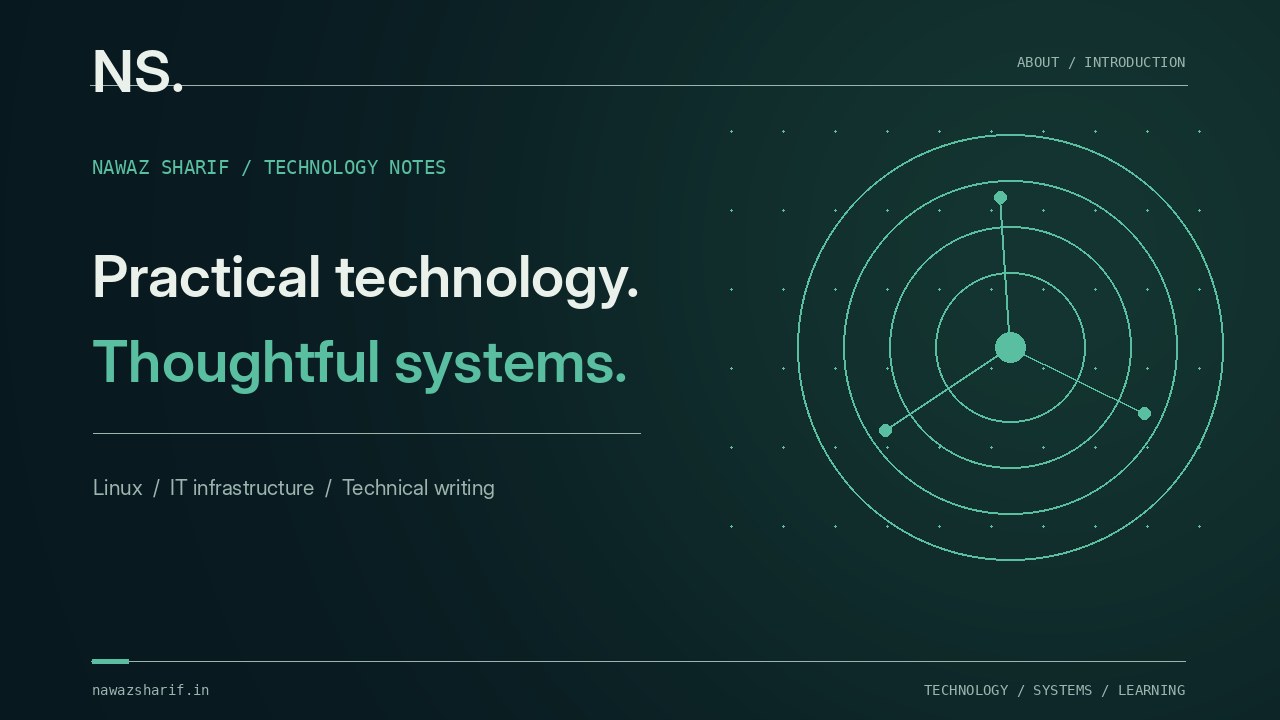 NS.
ABOUT / INTRODUCTION
NAWAZ SHARIF / TECHNOLOGY NOTES
Practical technology.
Thoughtful systems.
Linux / IT infrastructure / Technical writing
nawazsharif.in
TECHNOLOGY / SYSTEMS / LEARNING